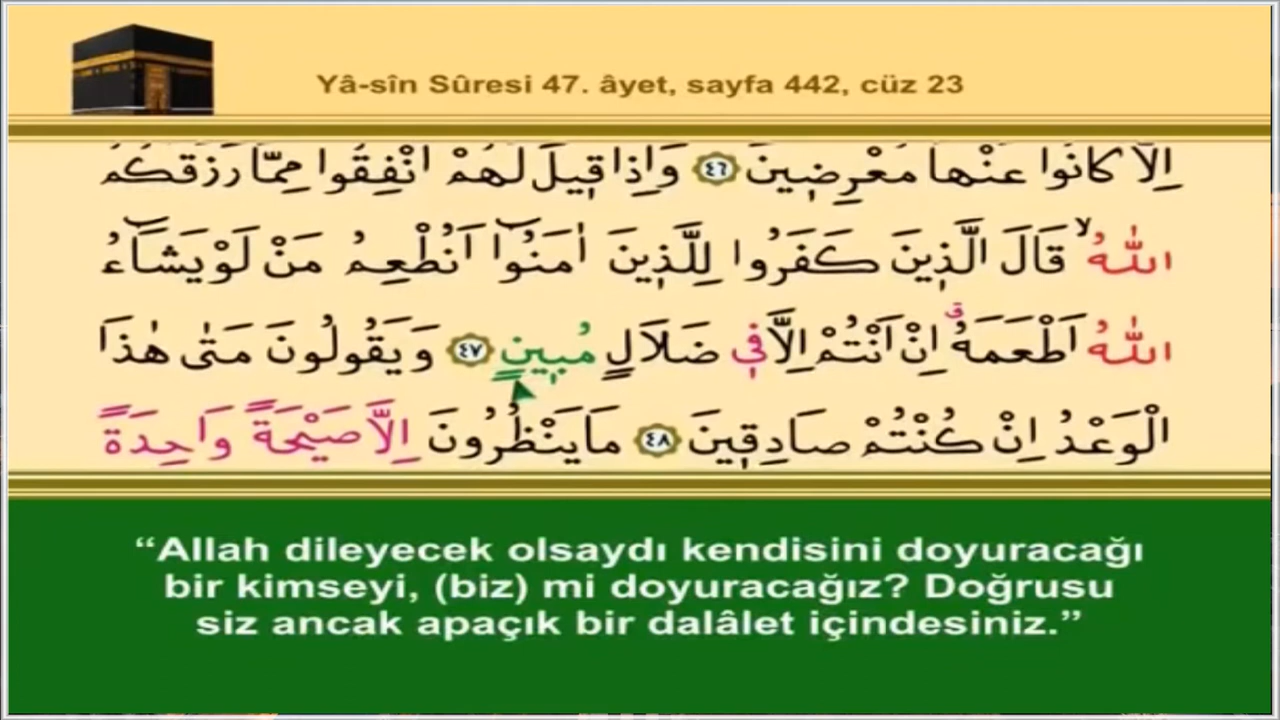 Yâ-sîn Sûresi 47. âyet, sayfa 442, cüz 23
اِلَّا كَانُوا عَنْهَا مُعْرِضٖينَ ﴿٤٦﴾ وَاِذَا قٖيلَ لَهُمْ اَنْفِقُوا مِمَّا رَزَقَكُمُ
اللّٰهُۙ قَالَ الَّذٖينَ كَفَرُوا لِلَّذٖينَ اٰمَنُٓوا اَنُطْعِمُ مَنْ لَوْ يَشَٓاءُ
اللّٰهُ اَطْعَمَهُۗ اِنْ اَنْتُمْ اِلَّا فٖي ضَلَالٍ مُبٖينٍ ﴿٤٧﴾ وَيَقُولُونَ مَتٰى هٰذَا
الْوَعْدُ اِنْ كُنْتُمْ صَادِقٖينَ ﴿٤٨﴾ مَا يَنْظُرُونَ اِلَّا صَيْحَةً وَاحِدَةً
“Allah dileyecek olsaydı kendisini doyuracağı
bir kimseyi, (biz) mi doyuracağız? Doğrusu
siz ancak apaçık bir dalâlet içindesiniz.”